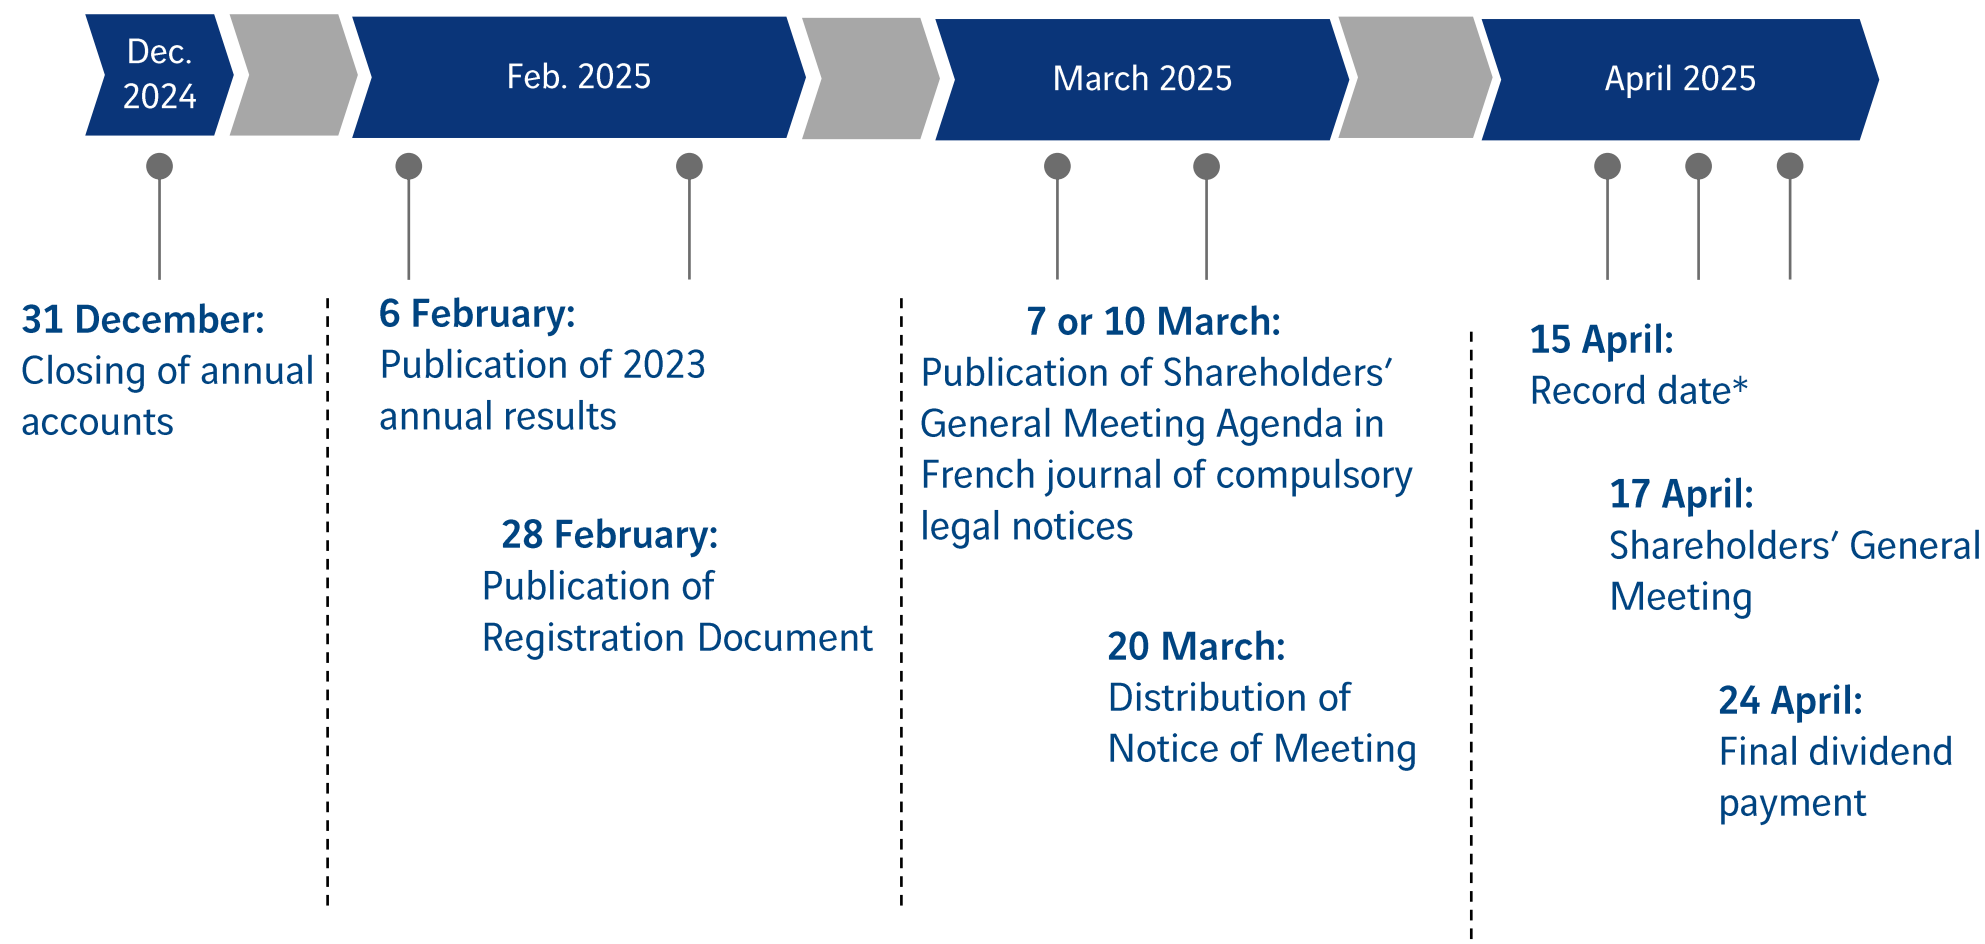 Dec.
2024
Feb. 2025
March 2025
April 2025
31 December:
Closing of annual
accounts
6 February:
Publication of 2023
annual results
28 February:
Publication of
Registration Document
7 or 10 March:
Publication of Shareholders’
General Meeting Agenda in
French journal of compulsory
legal notices
20 March:
Distribution of
Notice of Meeting
15 April:
Record date*
17 April:
Shareholders’ General
Meeting
24 April:
Final dividend
payment